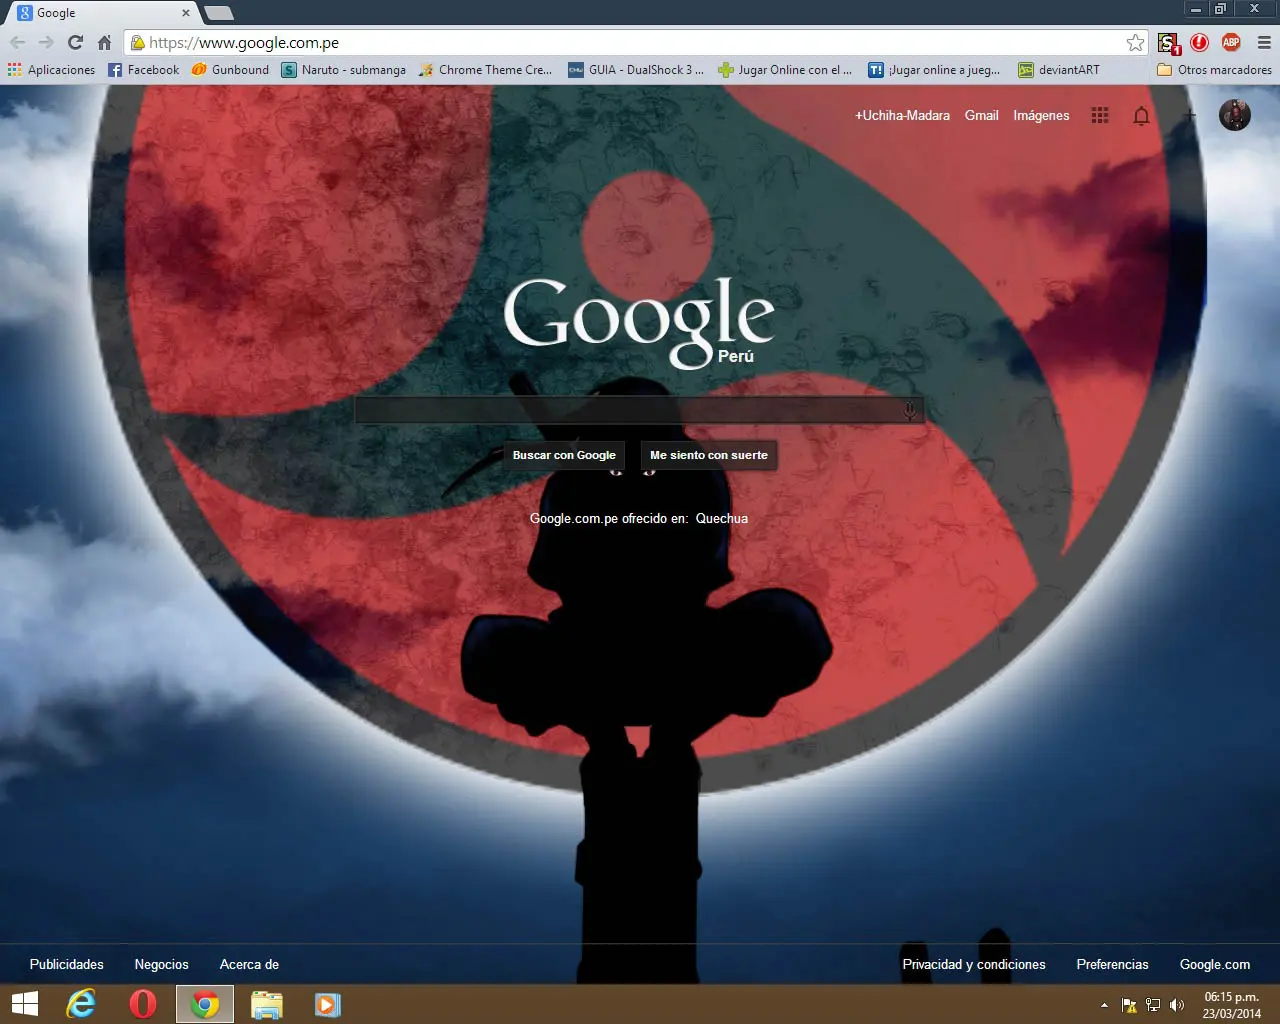 Google
https://www.google.com.pe
1
ABP
Aplicaciones
Facebook
Gunbound
Naruto - submanga
Chrome Theme Cre...
GUIA - DualShock 3 ...
Jugar Online con el ...
¡Jugar online a jueg...
deviantART
Otros marcadores
+Uchiha-Madara
Gmail
Imágenes
Google
Perú
Buscar con Google
Me siento con suerte
Google.com.pe ofrecido en: Quechua
Publicidades
Negocios
Acerca de
Privacidad y condiciones
Preferencias
Google.com
06:15 p.m.
23/03/2014